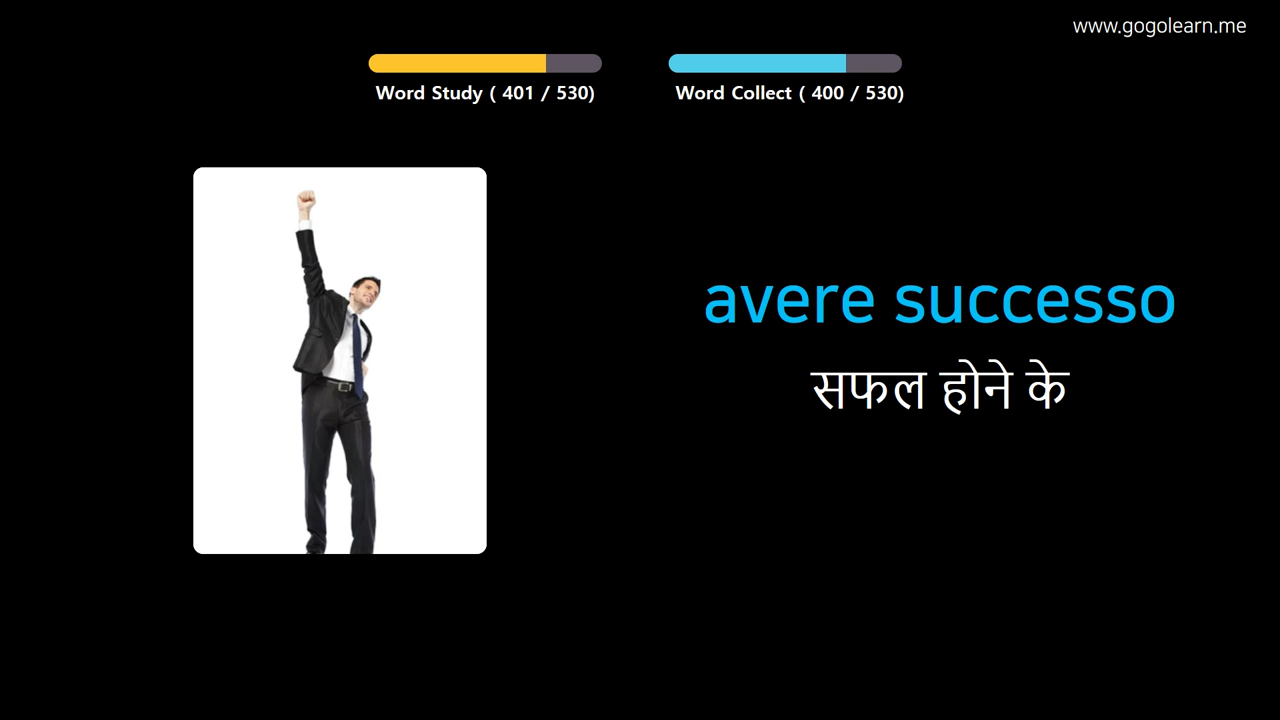 www.gogolearn.me
Word Study ( 401 / 530)
Word Collect ( 400 / 530)
avere successo
सफल होने के